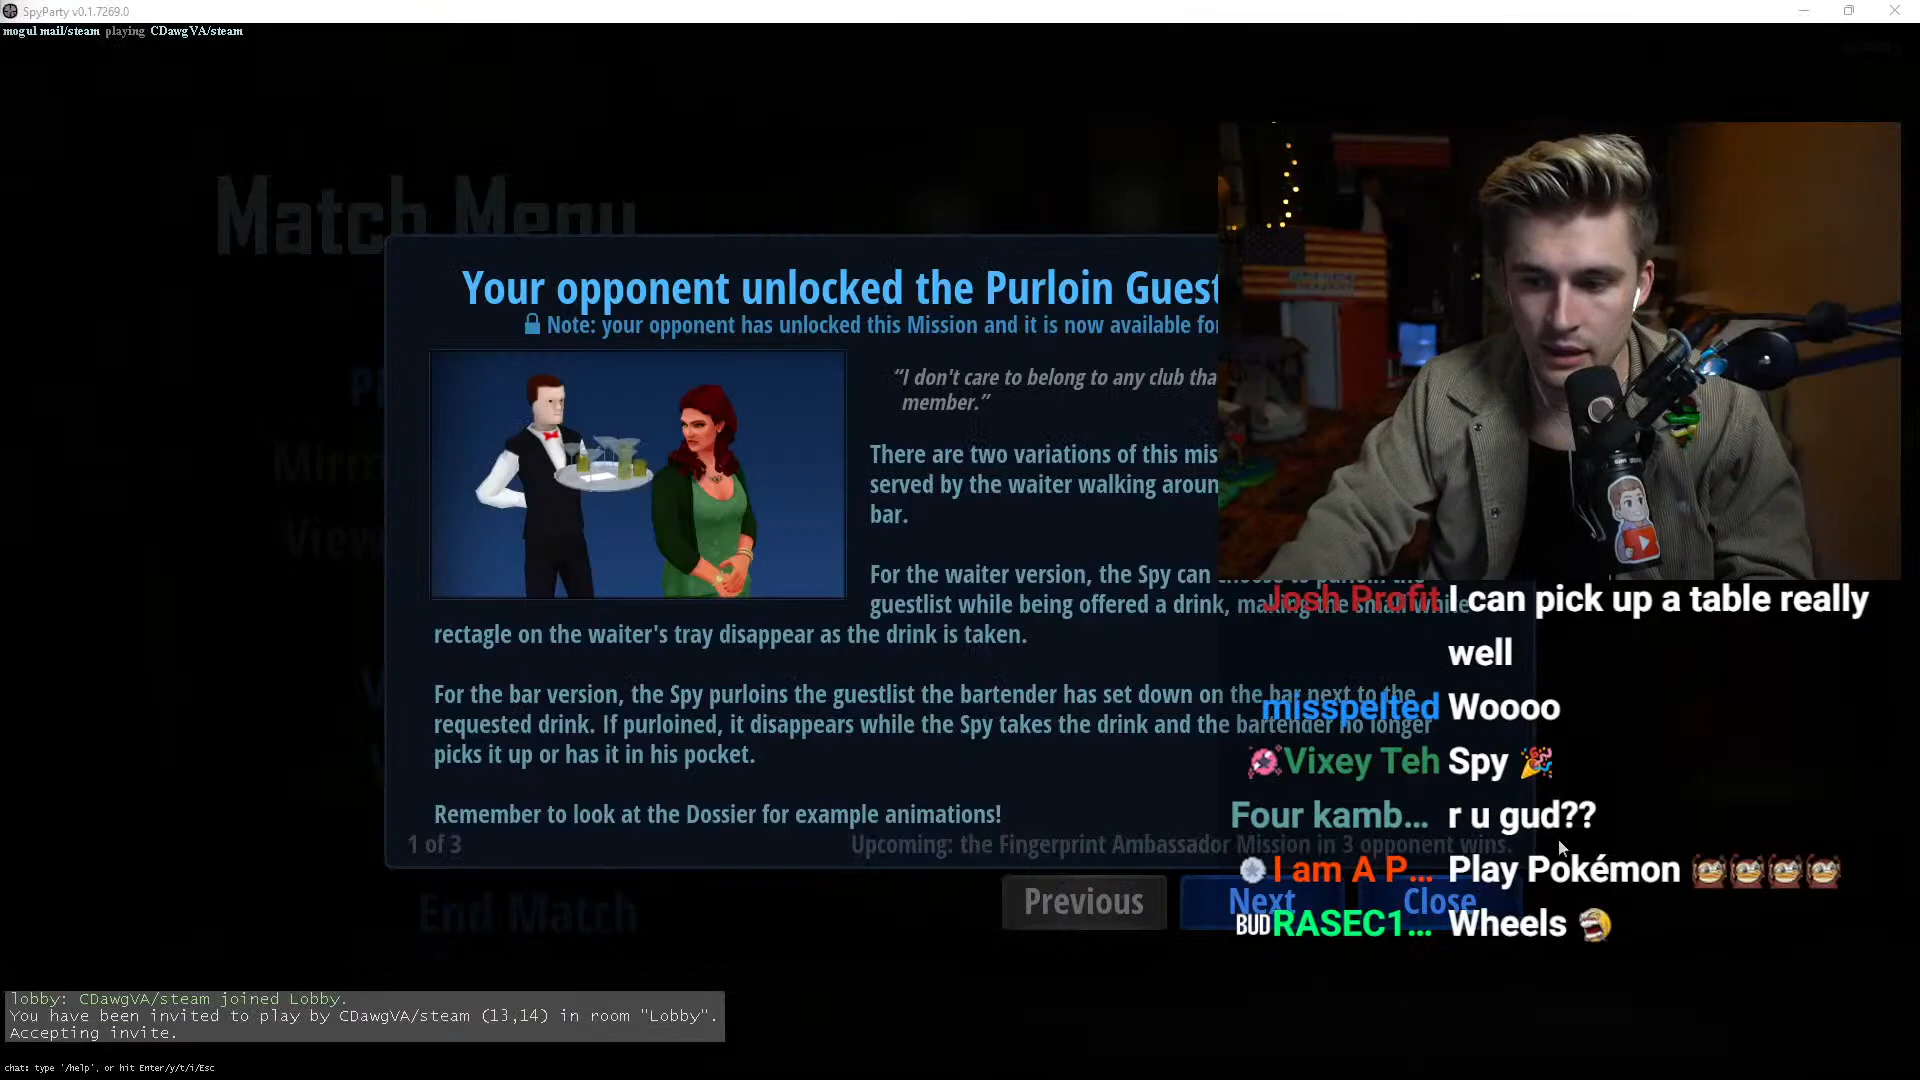 SpyParty v0.1.7269.0
mogul mail/steam playing CDawgVA/steam
Match Menu
Your opponent unlocked the Purloin Guest
Note: your opponent has unlocked this Mission and it is now available for
“I don't care to belong to any club tha
member.”
There are two variations of this mis
served by the waiter walking aroun
bar.
For the waiter version, the Spy can choose to purloin the
guestlist while being offered a drink, making the small white
rectagle on the waiter's tray disappear as the drink is taken.
For the bar version, the Spy purloins the guestlist the bartender has set down on the bar next to the
requested drink. If purloined, it disappears while the Spy takes the drink and the bartender no longer
picks it up or has it in his pocket.
Remember to look at the Dossier for example animations!
1 of 3
Upcoming: the Fingerprint Ambassador Mission in 3 opponent wins.
Previous
Next
Close
End Match
Josh Profit I can pick up a table really
well
misspelted Woooo
Vixey Teh Spy 🎉
Four kamb... r u gud??
I am A P... Play Pokémon
BUD RASEC1... Wheels
lobby: CDawgVA/steam joined Lobby.
You have been invited to play by CDawgVA/steam (13,14) in room "Lobby".
Accepting invite.
chat: type '/help', or hit Enter/y/t/i/Esc